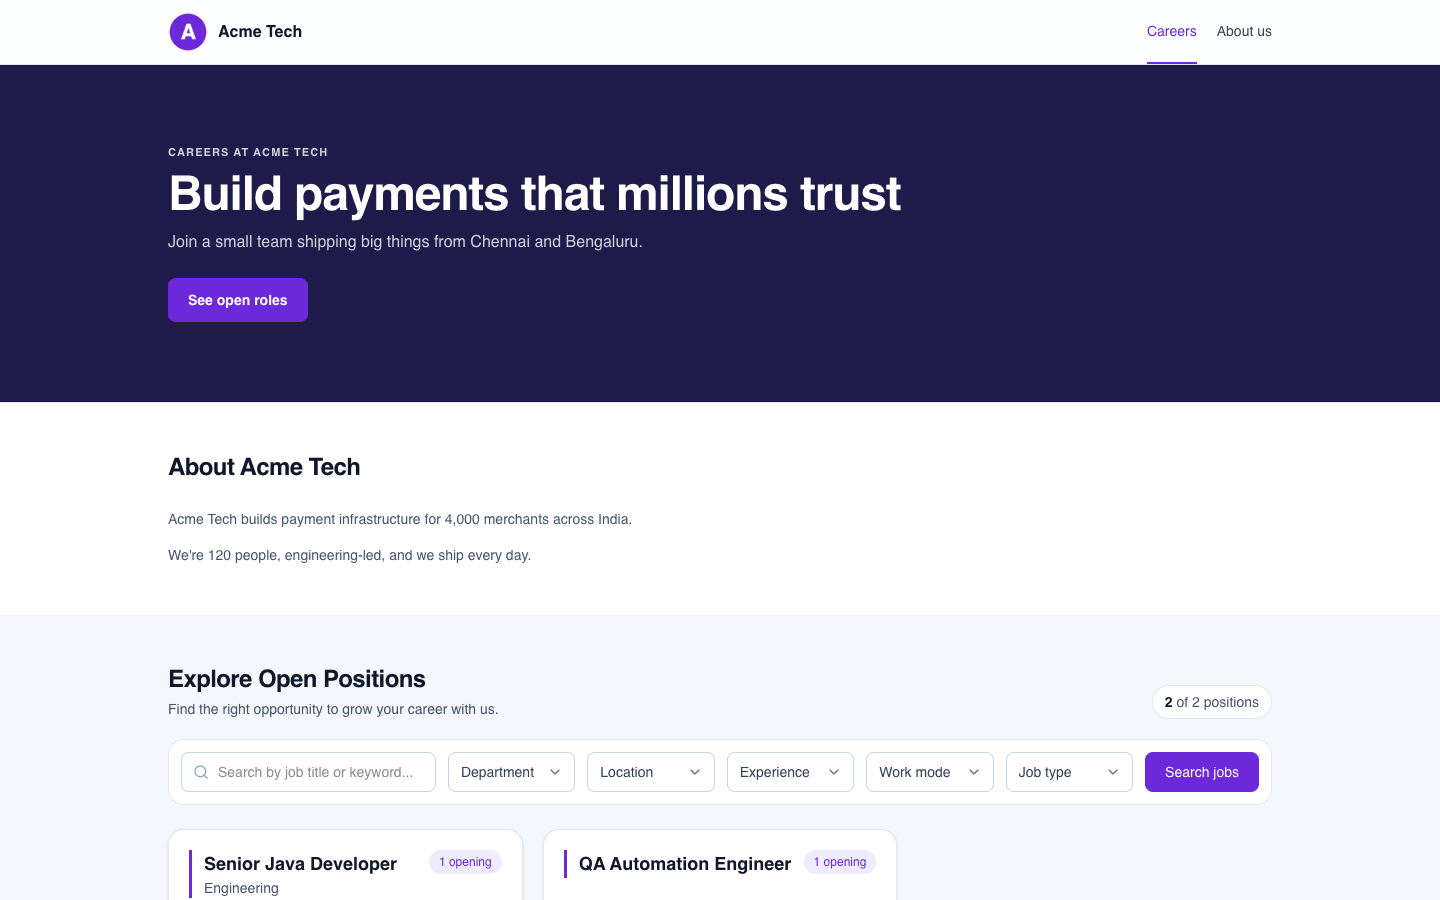 A Acme Tech
Careers About us
CAREERS AT ACME TECH
Build payments that millions trust
Join a small team shipping big things from Chennai and Bengaluru.
See open roles
About Acme Tech
Acme Tech builds payment infrastructure for 4,000 merchants across India.
We're 120 people, engineering-led, and we ship every day.
Explore Open Positions
Find the right opportunity to grow your career with us.
2 of 2 positions
Search by job title or keyword... Department Location Experience Work mode Job type Search jobs
Senior Java Developer 1 opening
Engineering
QA Automation Engineer 1 opening